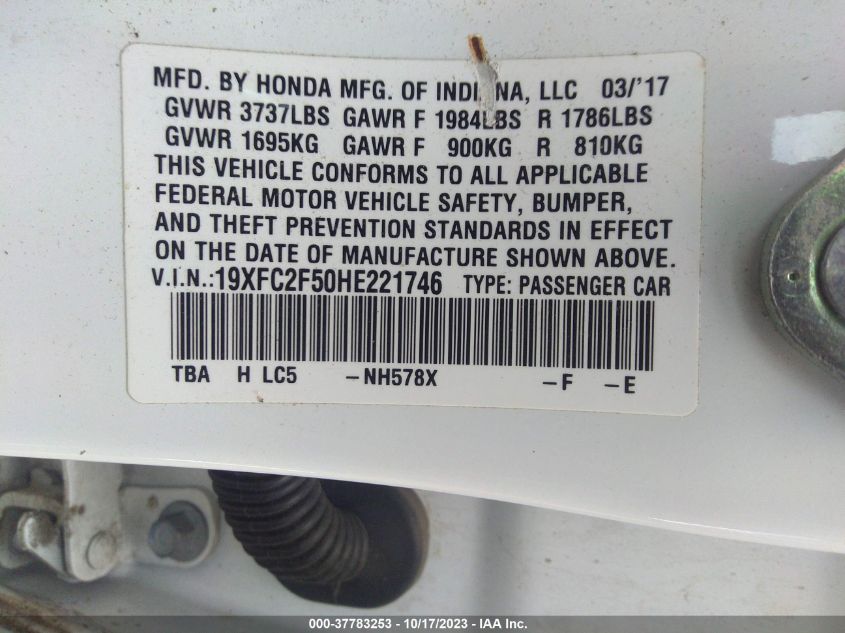 MFD. BY HONDA MFG. OF INDIANA, LLC 03/'17
GVWR 3737LBS GAWR F 1984LBS R 1786LBS
GVWR 1695KG GAWR F 900KG R 810KG
THIS VEHICLE CONFORMS TO ALL APPLICABLE
FEDERAL MOTOR VEHICLE SAFETY, BUMPER,
AND THEFT PREVENTION STANDARDS IN EFFECT
ON THE DATE OF MANUFACTURE SHOWN ABOVE.
V.I.N.:19XFC2F50HE221746 TYPE: PASSENGER CAR
TBA H LC5 -NH578X -F -E
000-37783253 - 10/17/2023 - IAA Inc.